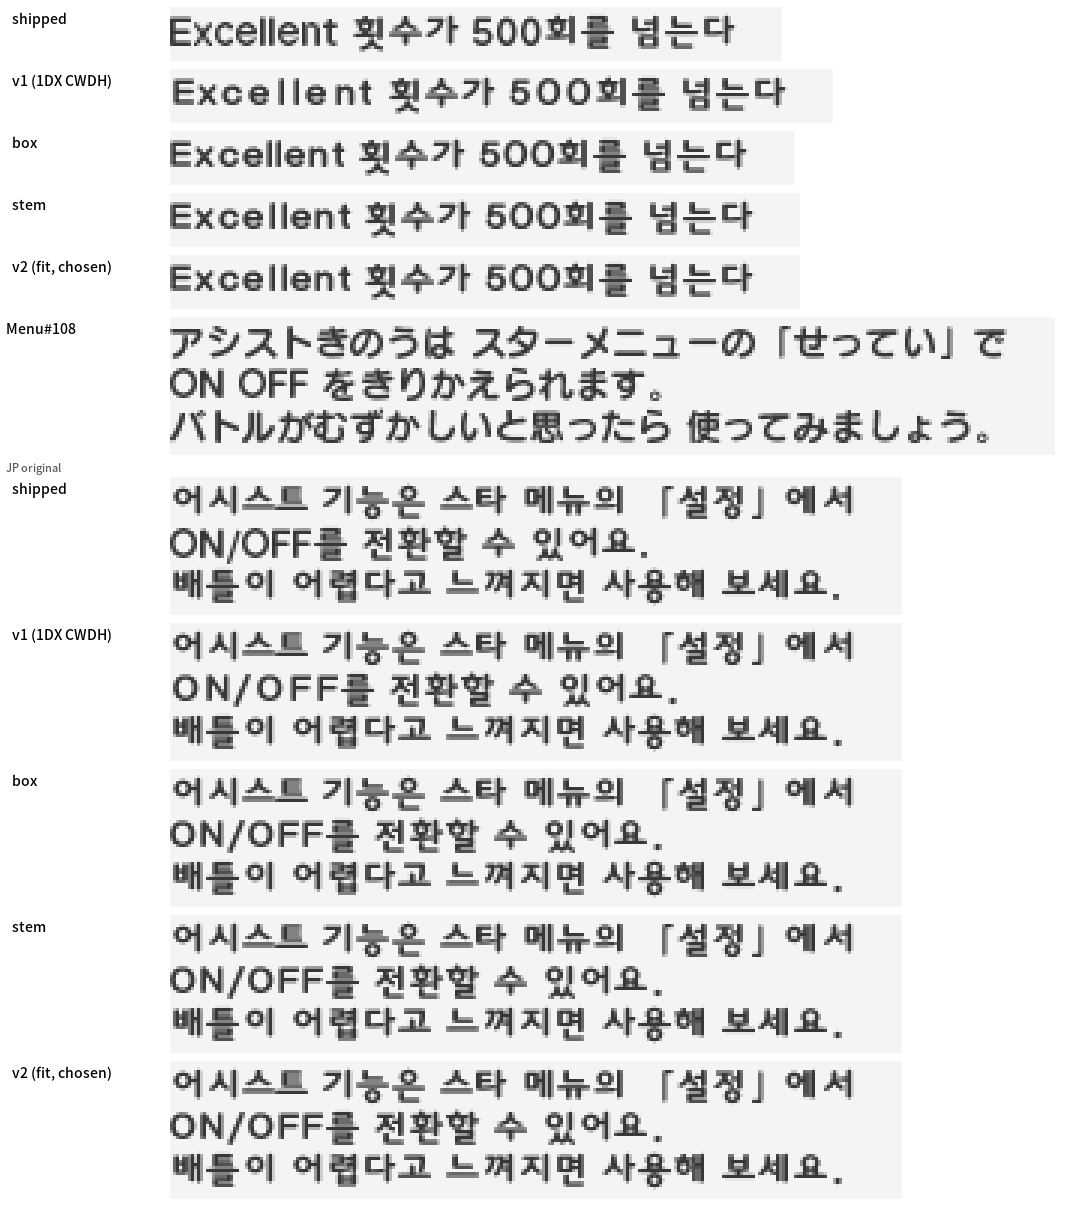 shipped
Excellent 횟수가 500회를 넘는다
v1 (1DX CWDH)
Excellent 횟수가 500회를 넘는다
box
Excellent 횟수가 500회를 넘는다
stem
Excellent 횟수가 500회를 넘는다
v2 (fit, chosen)
Excellent 횟수가 500회를 넘는다
Menu#108
アシストきのうは スターメニューの「せってい」で
ON OFF をきりかえられます。
バトルがむずかしいと思ったら 使ってみましょう。
JP original
shipped
어시스트 기능은 스타 메뉴의 「설정」에서
ON/OFF를 전환할 수 있어요.
배틀이 어렵다고 느껴지면 사용해 보세요.
v1 (1DX CWDH)
어시스트 기능은 스타 메뉴의 「설정」에서
ON/OFF를 전환할 수 있어요.
배틀이 어렵다고 느껴지면 사용해 보세요.
box
어시스트 기능은 스타 메뉴의 「설정」에서
ON/OFF를 전환할 수 있어요.
배틀이 어렵다고 느껴지면 사용해 보세요.
stem
어시스트 기능은 스타 메뉴의 「설정」에서
ON/OFF를 전환할 수 있어요.
배틀이 어렵다고 느껴지면 사용해 보세요.
v2 (fit, chosen)
어시스트 기능은 스타 메뉴의 「설정」에서
ON/OFF를 전환할 수 있어요.
배틀이 어렵다고 느껴지면 사용해 보세요.